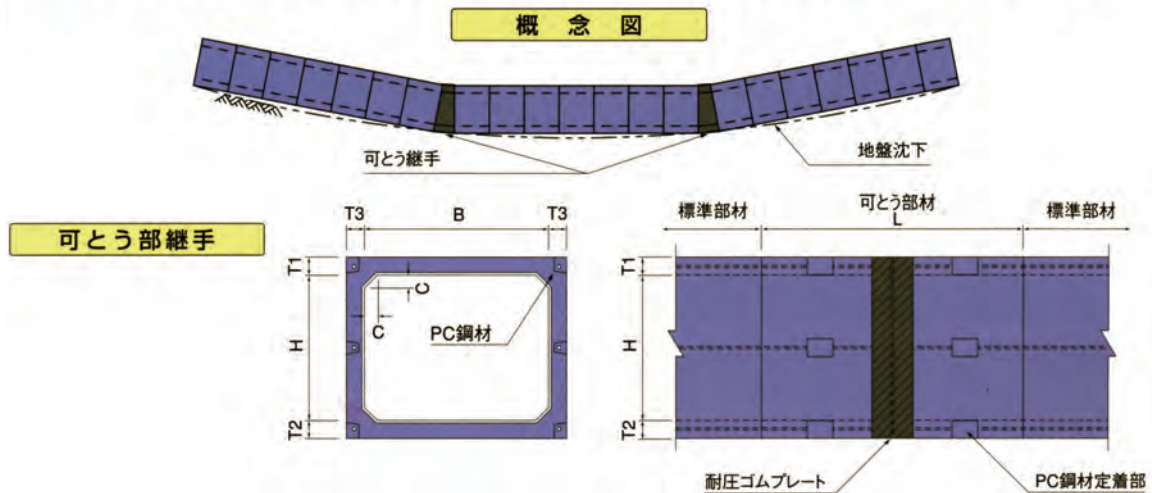 概念図
可とう継手
地盤沈下
可とう部継手
T3
B
T3
T1
H
T2
C
C
PC鋼材
標準部材
可とう部材
L
標準部材
T1
H
T2
耐圧ゴムプレート
PC鋼材定着部